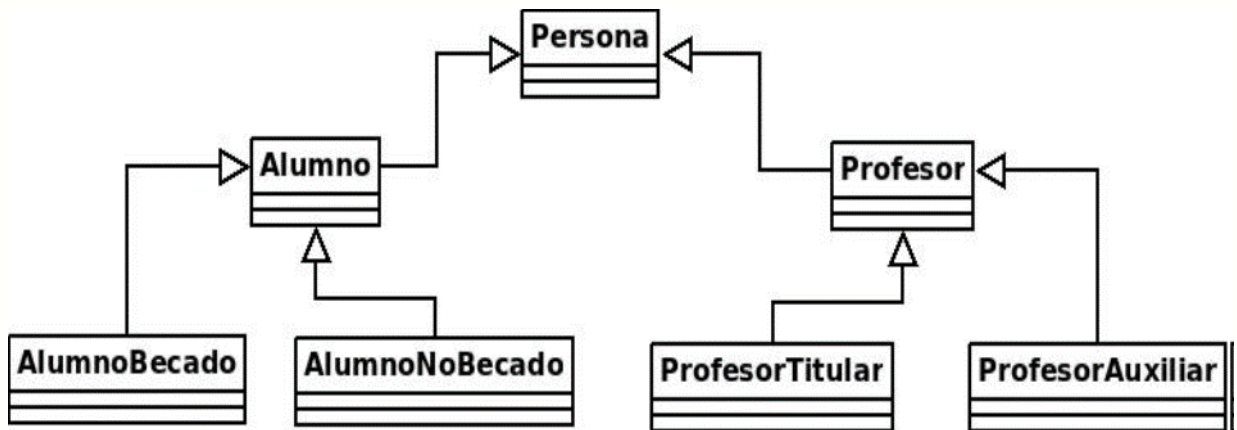 Persona
Alumno
Profesor
AlumnoBecado
AlumnoNoBecado
ProfesorTitular
ProfesorAuxiliar